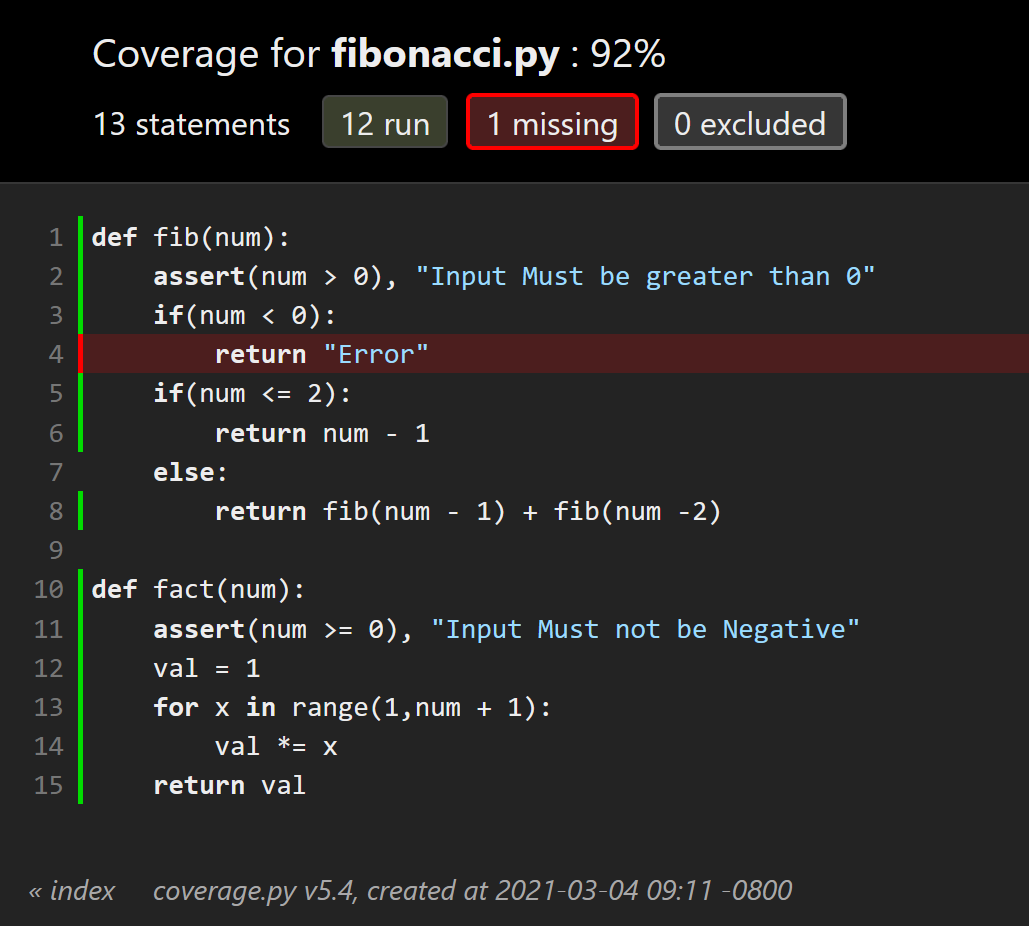 Coverage for fibonacci.py : 92%
13 statements 12 run 1 missing 0 excluded
1 def fib(num):
2     assert(num > 0), "Input Must be greater than 0"
3     if(num < 0):
4         return "Error"
5     if(num <= 2):
6         return num - 1
7     else:
8         return fib(num - 1) + fib(num -2)
9
10 def fact(num):
11     assert(num >= 0), "Input Must not be Negative"
12     val = 1
13     for x in range(1,num + 1):
14         val *= x
15     return val
« index coverage.py v5.4, created at 2021-03-04 09:11 -0800